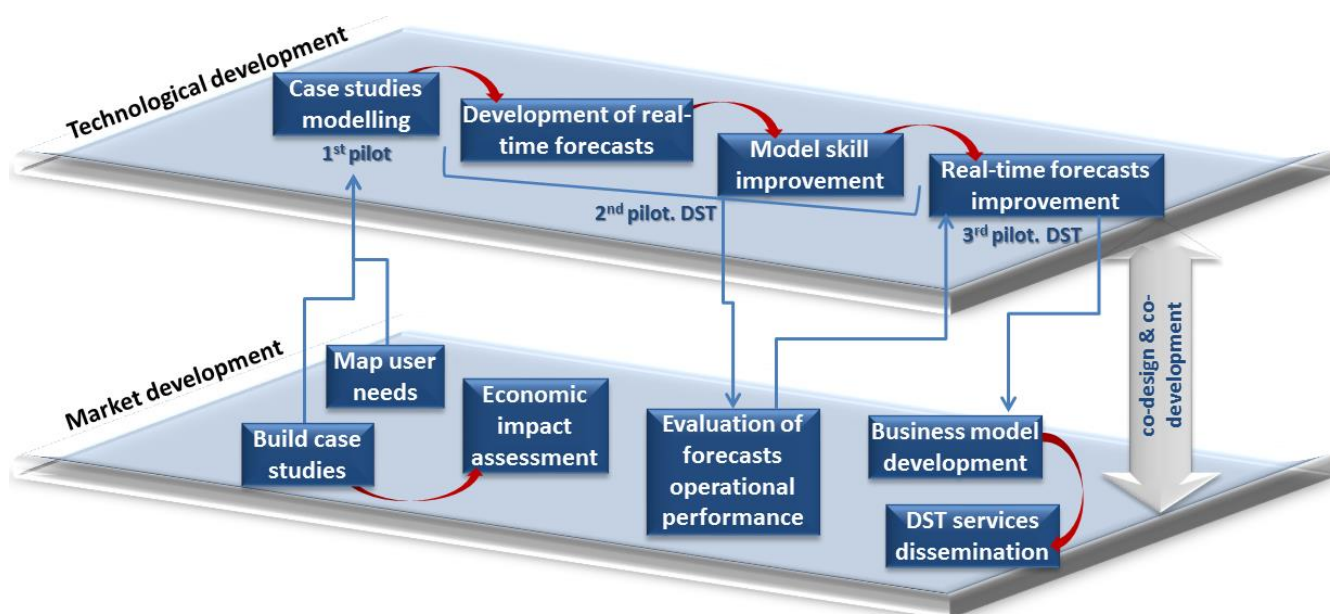 Technological development
Case studies
modelling
1st pilot
Development of real-
time forecasts
Model skill
improvement
2nd pilot. DST
Real-time forecasts
improvement
3rd pilot. DST
co-design & co-
development
Market development
Map user
needs
Build case
studies
Economic
impact
assessment
Evaluation of
forecasts
operational
performance
Business model
development
DST services
dissemination